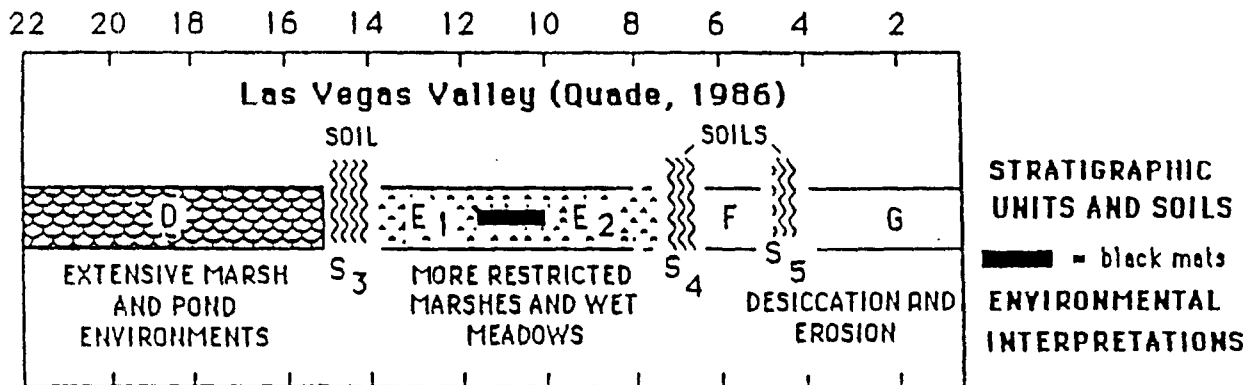 22 20 18 16 14 12 10 8 6 4 2
Las Vegas Valley (Quade, 1986)
SOIL
SOILS
D
E1
E2
F
G
S3
S4
S5
EXTENSIVE MARSH
AND POND
ENVIRONMENTS
MORE RESTRICTED
MARSHES AND WET
MEADOWS
DESICCATION AND
EROSION
STRATIGRAPHIC
UNITS AND SOILS
= black mats
ENVIRONMENTAL
INTERPRETATIONS